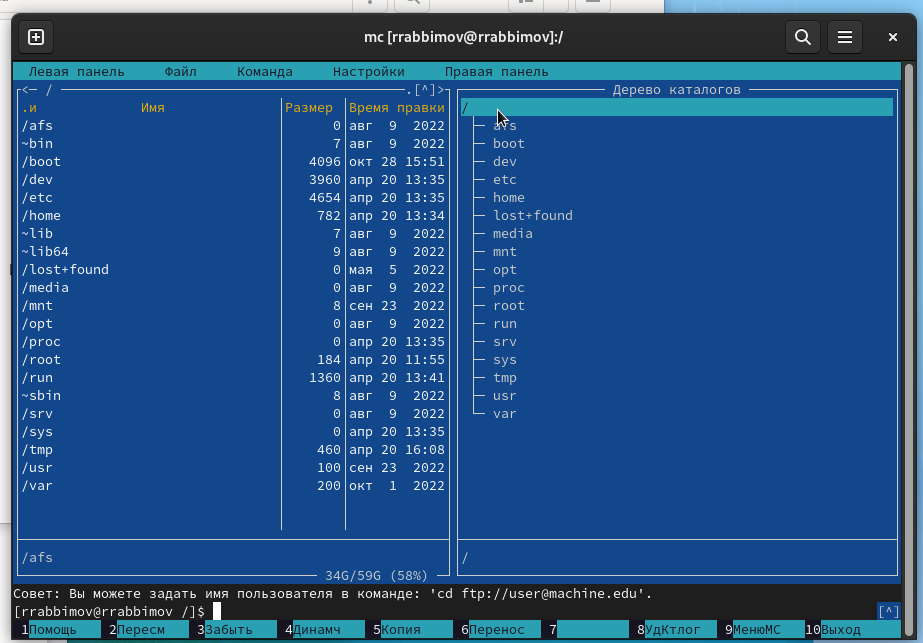 mc [rrabbimov@rrabbimov]:/
Левая панель Файл Команда Настройки Правая панель
<— / .[^]>
.и Имя Размер Время правки
/afs 0 авг 9 2022
~bin 7 авг 9 2022
/boot 4096 окт 28 15:51
/dev 3960 апр 20 13:35
/etc 4654 апр 20 13:35
/home 782 апр 20 13:34
~lib 7 авг 9 2022
~lib64 9 авг 9 2022
/lost+found 0 мая 5 2022
/media 0 авг 9 2022
/mnt 8 сен 23 2022
/opt 0 авг 9 2022
/proc 0 апр 20 13:35
/root 184 апр 20 11:55
/run 1360 апр 20 13:41
~sbin 8 авг 9 2022
/srv 0 авг 9 2022
/sys 0 апр 20 13:35
/tmp 460 апр 20 16:08
/usr 100 сен 23 2022
/var 200 окт 1 2022
/afs
34G/59G (58%)
Дерево каталогов
/
afs
boot
dev
etc
home
lost+found
media
mnt
opt
proc
root
run
srv
sys
tmp
usr
var
/
Совет: Вы можете задать имя пользователя в команде: 'cd ftp://user@machine.edu'.
[rrabbimov@rrabbimov /]$ [^]
1Помощь 2Пересм 3Забыть 4Динамч 5Копия 6Перенос 7 8УдКтлог 9МенюМС 10Выход